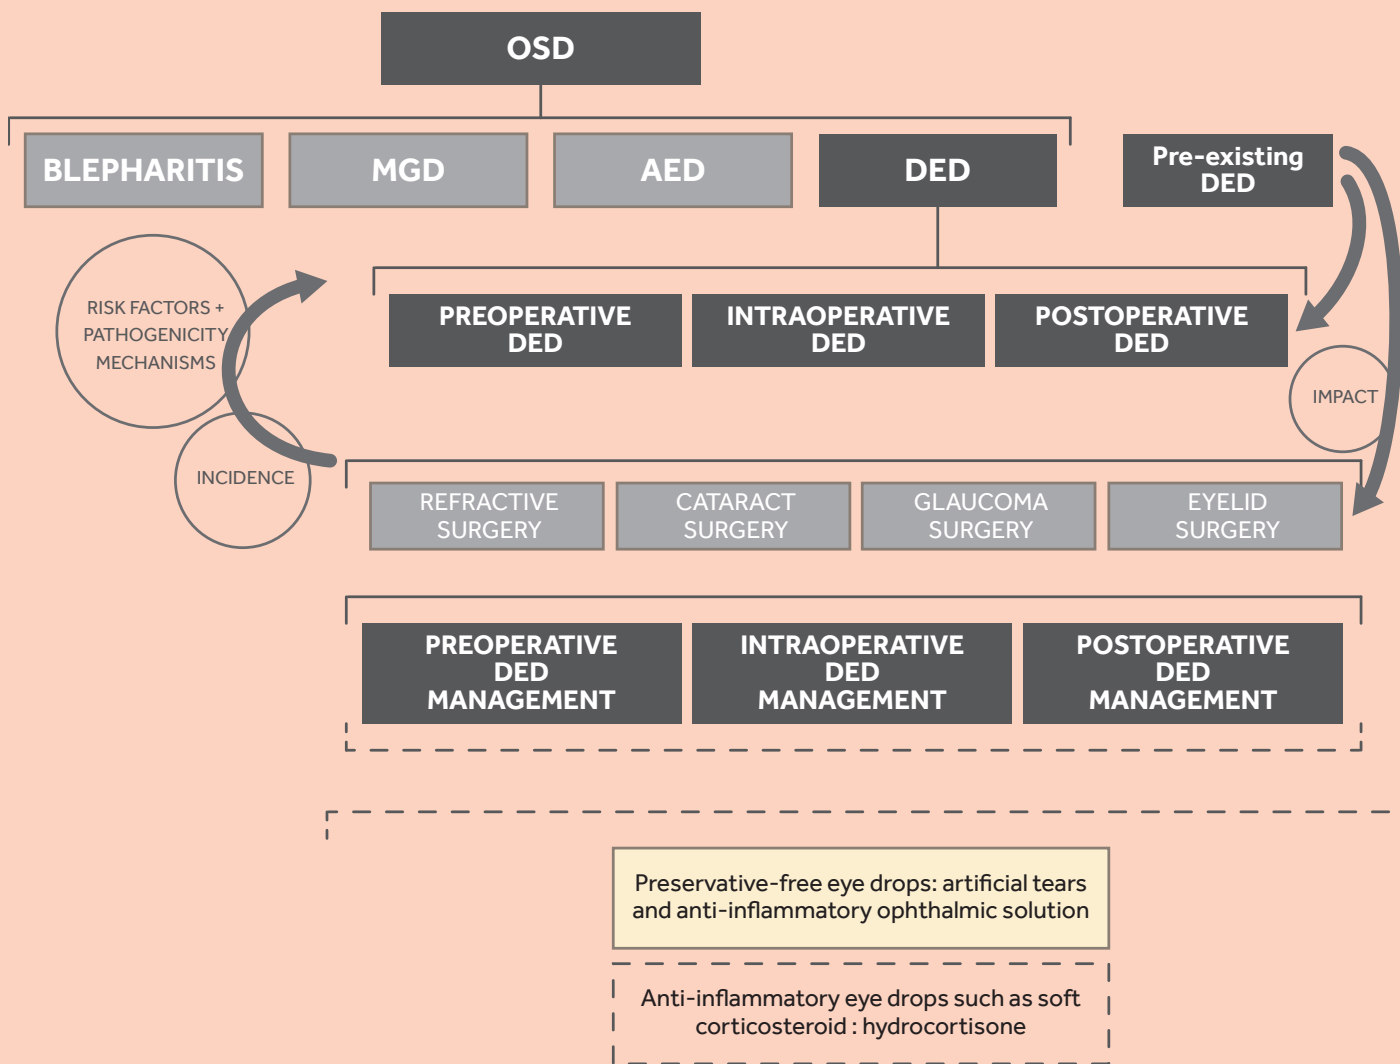 OSD
BLEPHARITIS
MGD
AED
DED
Pre-existing
DED
RISK FACTORS +
PATHOGENICITY
MECHANISMS
PREOPERATIVE
DED
INTRAOPERATIVE
DED
POSTOPERATIVE
DED
IMPACT
INCIDENCE
REFRACTIVE
SURGERY
CATARACT
SURGERY
GLAUCOMA
SURGERY
EYELID
SURGERY
PREOPERATIVE
DED
MANAGEMENT
INTRAOPERATIVE
DED
MANAGEMENT
POSTOPERATIVE
DED
MANAGEMENT
Preservative-free eye drops: artificial tears
and anti-inflammatory ophthalmic solution
Anti-inflammatory eye drops such as soft
corticosteroid : hydrocortisone